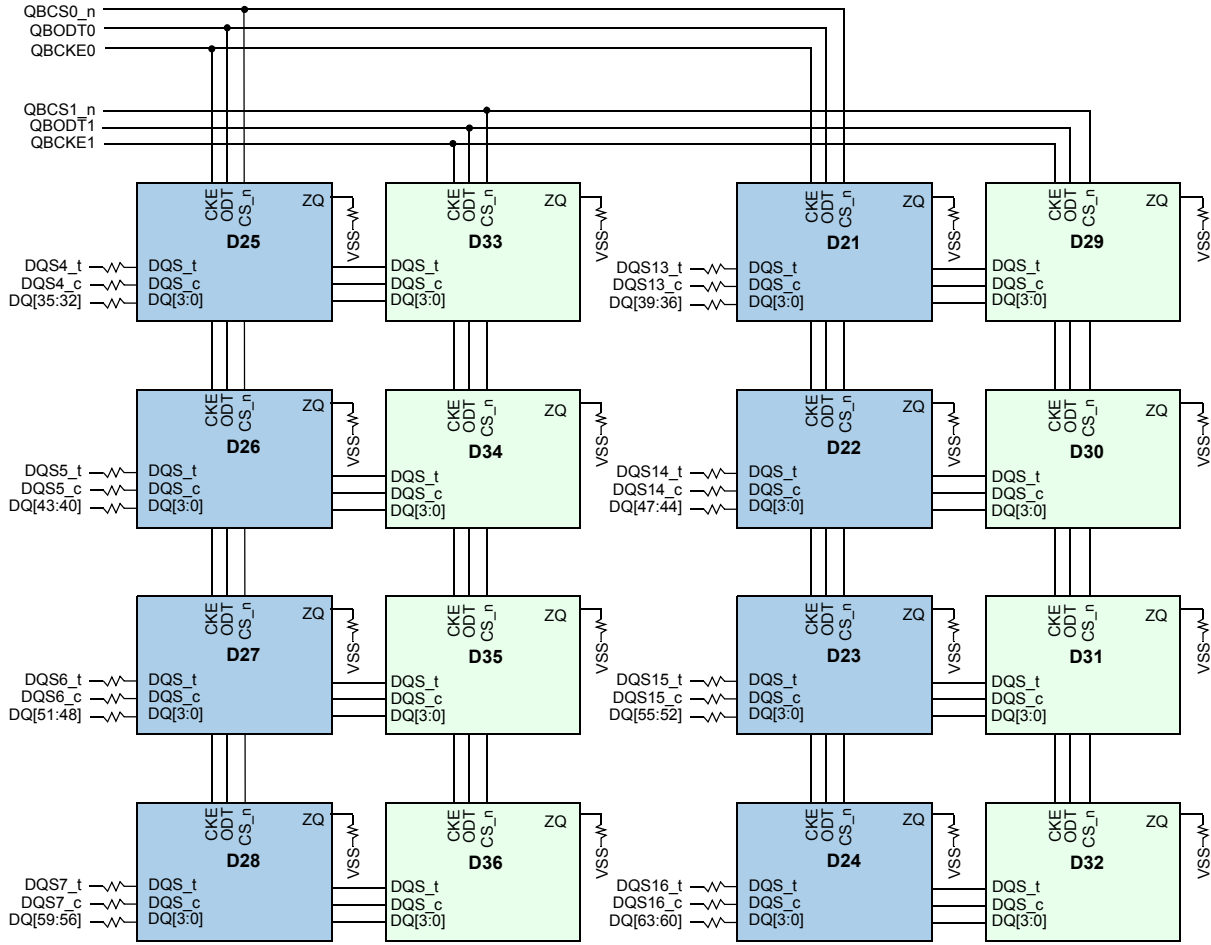 QBCS0_n
QBODT0
QBCKE0
QBCS1_n
QBODT1
QBCKE1
CKE
ODT
CS_n
ZQ
VSS
D25
DQS4_t
DQS4_c
DQ[35:32]
DQS_t
DQS_c
DQ[3:0]
CKE
ODT
CS_n
ZQ
VSS
D33
CKE
ODT
CS_n
ZQ
VSS
D21
DQS13_t
DQS13_c
DQ[39:36]
DQS_t
DQS_c
DQ[3:0]
CKE
ODT
CS_n
ZQ
VSS
D29
CKE
ODT
CS_n
ZQ
VSS
D26
DQS5_t
DQS5_c
DQ[43:40]
DQS_t
DQS_c
DQ[3:0]
CKE
ODT
CS_n
ZQ
VSS
D34
DQS_t
DQS_c
DQ[3:0]
CKE
ODT
CS_n
ZQ
VSS
D22
DQS14_t
DQS14_c
DQ[47:44]
DQS_t
DQS_c
DQ[3:0]
CKE
ODT
CS_n
ZQ
VSS
D30
DQS_t
DQS_c
DQ[3:0]
CKE
ODT
CS_n
ZQ
VSS
D27
DQS6_t
DQS6_c
DQ[51:48]
DQS_t
DQS_c
DQ[3:0]
CKE
ODT
CS_n
ZQ
VSS
D35
DQS_t
DQS_c
DQ[3:0]
CKE
ODT
CS_n
ZQ
VSS
D23
DQS15_t
DQS15_c
DQ[55:52]
DQS_t
DQS_c
DQ[3:0]
CKE
ODT
CS_n
ZQ
VSS
D31
DQS_t
DQS_c
DQ[3:0]
CKE
ODT
CS_n
ZQ
VSS
D28
DQS7_t
DQS7_c
DQ[59:56]
DQS_t
DQS_c
DQ[3:0]
CKE
ODT
CS_n
ZQ
VSS
D36
DQS_t
DQS_c
DQ[3:0]
CKE
ODT
CS_n
ZQ
VSS
D24
DQS16_t
DQS16_c
DQ[63:60]
DQS_t
DQS_c
DQ[3:0]
CKE
ODT
CS_n
ZQ
VSS
D32
DQS_t
DQS_c
DQ[3:0]
DQS_t
DQS_c
DQ[3:0]
DQS_t
DQS_c
DQ[3:0]